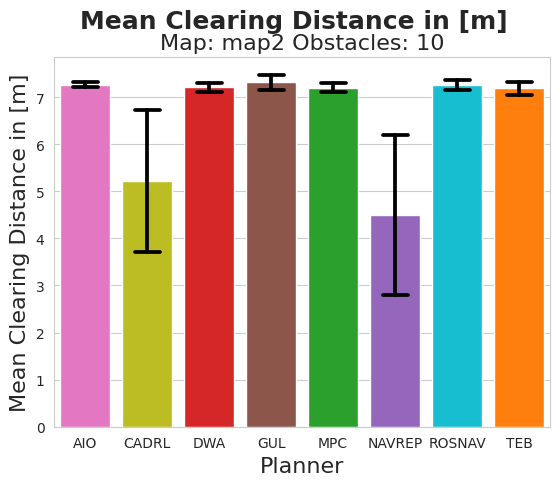 Mean Clearing Distance in [m]
Map: map2 Obstacles: 10
Mean Clearing Distance in [m]
7
6
5
4
3
2
1
0
AIO CADRL DWA GUL MPC NAVREP ROSNAV TEB
Planner